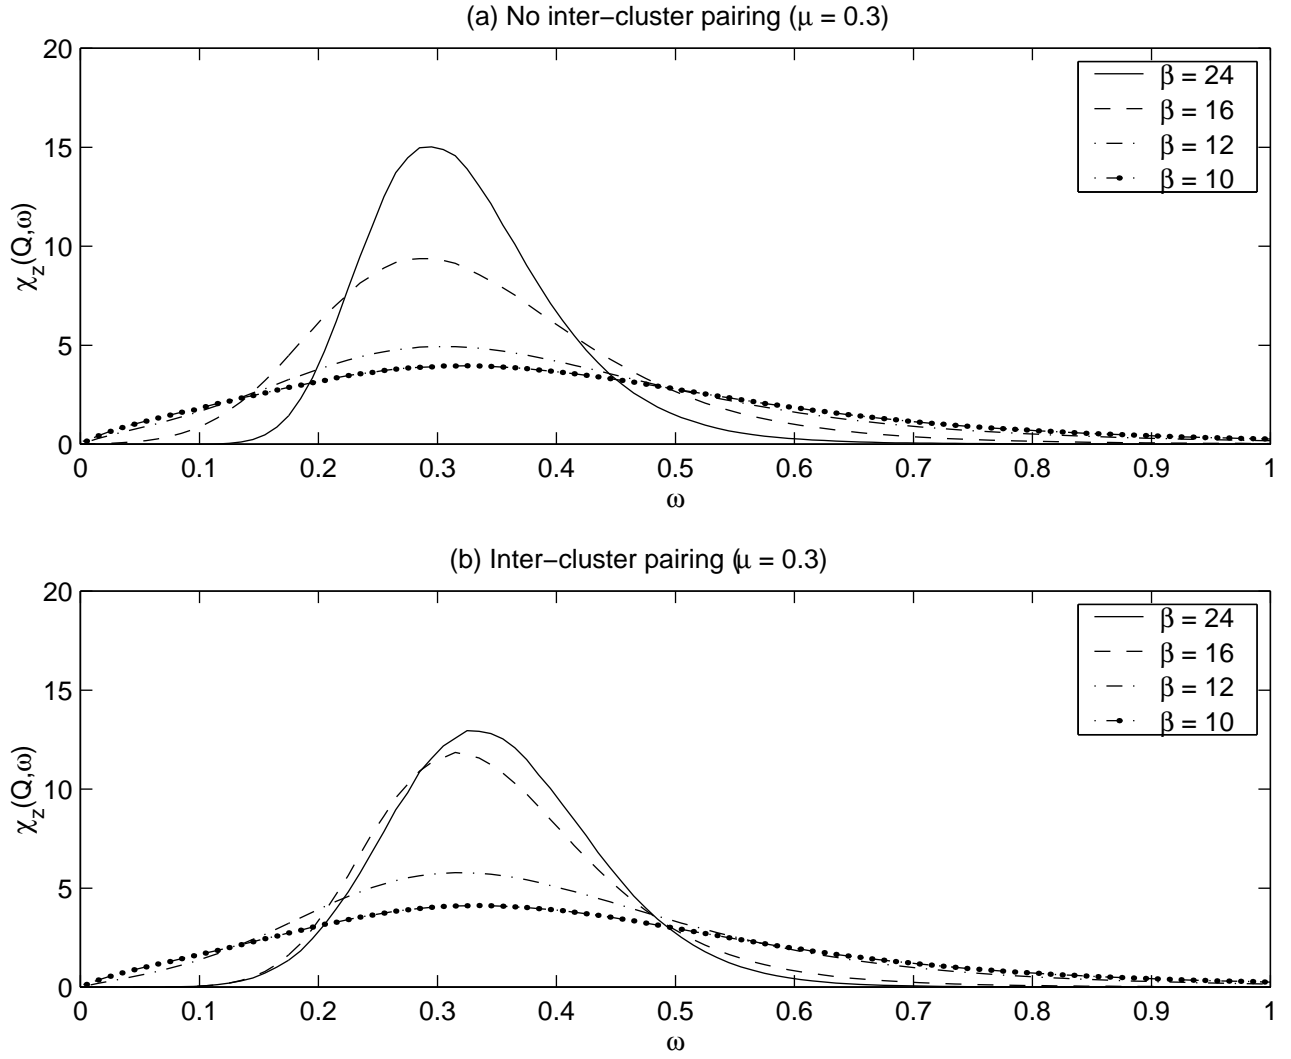 (a) No inter−cluster pairing (μ = 0.3)
20
15
10
5
0
χz(Q,ω)
β = 24
β = 16
β = 12
β = 10
0 0.1 0.2 0.3 0.4 0.5 0.6 0.7 0.8 0.9 1
ω
(b) Inter−cluster pairing (μ = 0.3)
20
15
10
5
0
χz(Q,ω)
β = 24
β = 16
β = 12
β = 10
0 0.1 0.2 0.3 0.4 0.5 0.6 0.7 0.8 0.9 1
ω